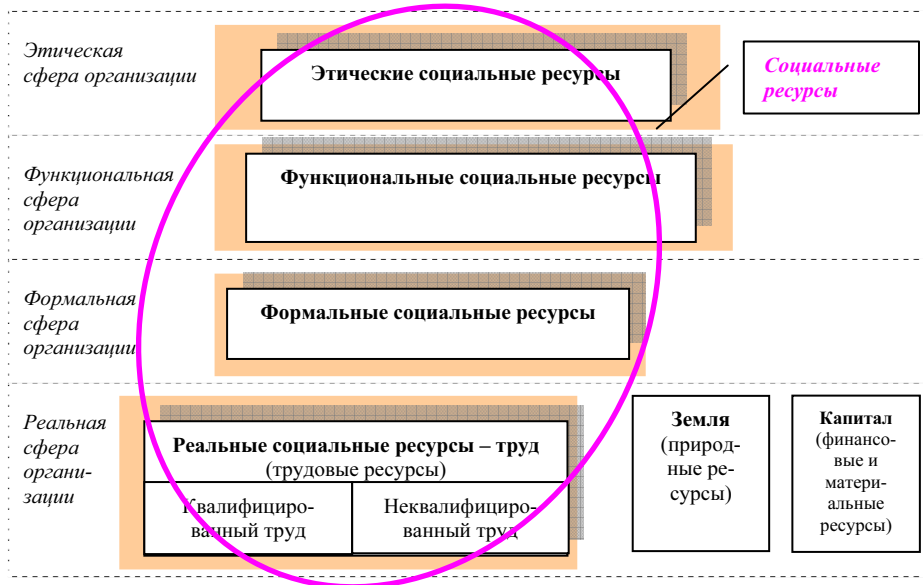 Этическая
сфера организации
Этические социальные ресурсы
Социальные
ресурсы
Функциональная
сфера
организации
Функциональные социальные ресурсы
Формальная
сфера
организации
Формальные социальные ресурсы
Реальная
сфера
органи-
зации
Реальные социальные ресурсы – труд
(трудовые ресурсы)
Квалифициро-
ванный труд
Неквалифициро-
ванный труд
Земля
(природ-
ные ре-
сурсы)
Капитал
(финансо-
вые и
матери-
альные
ресурсы)